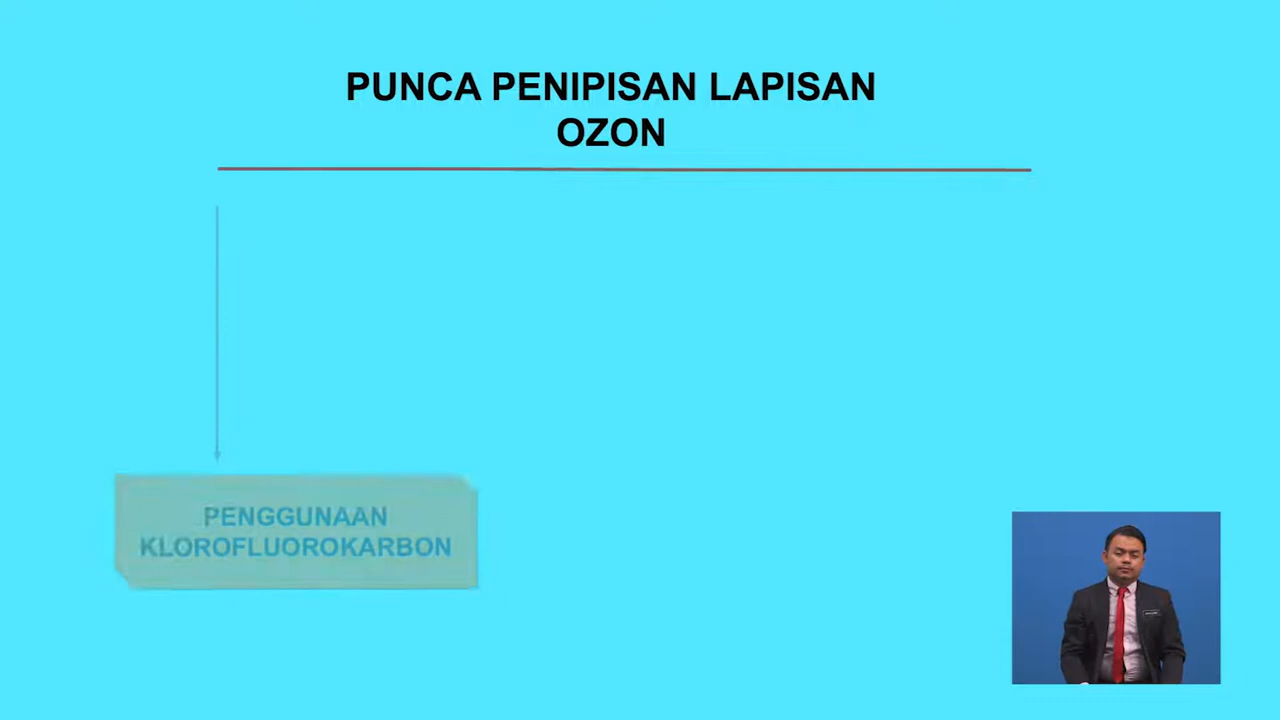 PUNCA PENIPISAN LAPISAN
OZON
PENGGUNAAN
KLOROFLUOROKARBON